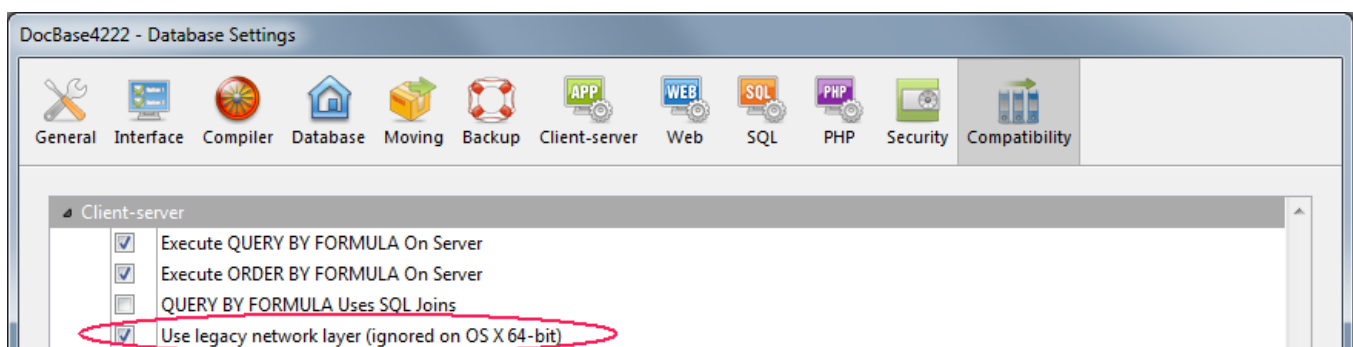 DocBase4222 - Database Settings
APP WEB SQL PHP
General Interface Compiler Database Moving Backup Client-server Web SQL PHP Security Compatibility
Client-server
Execute QUERY BY FORMULA On Server
Execute ORDER BY FORMULA On Server
QUERY BY FORMULA Uses SQL Joins
Use legacy network layer (ignored on OS X 64-bit)